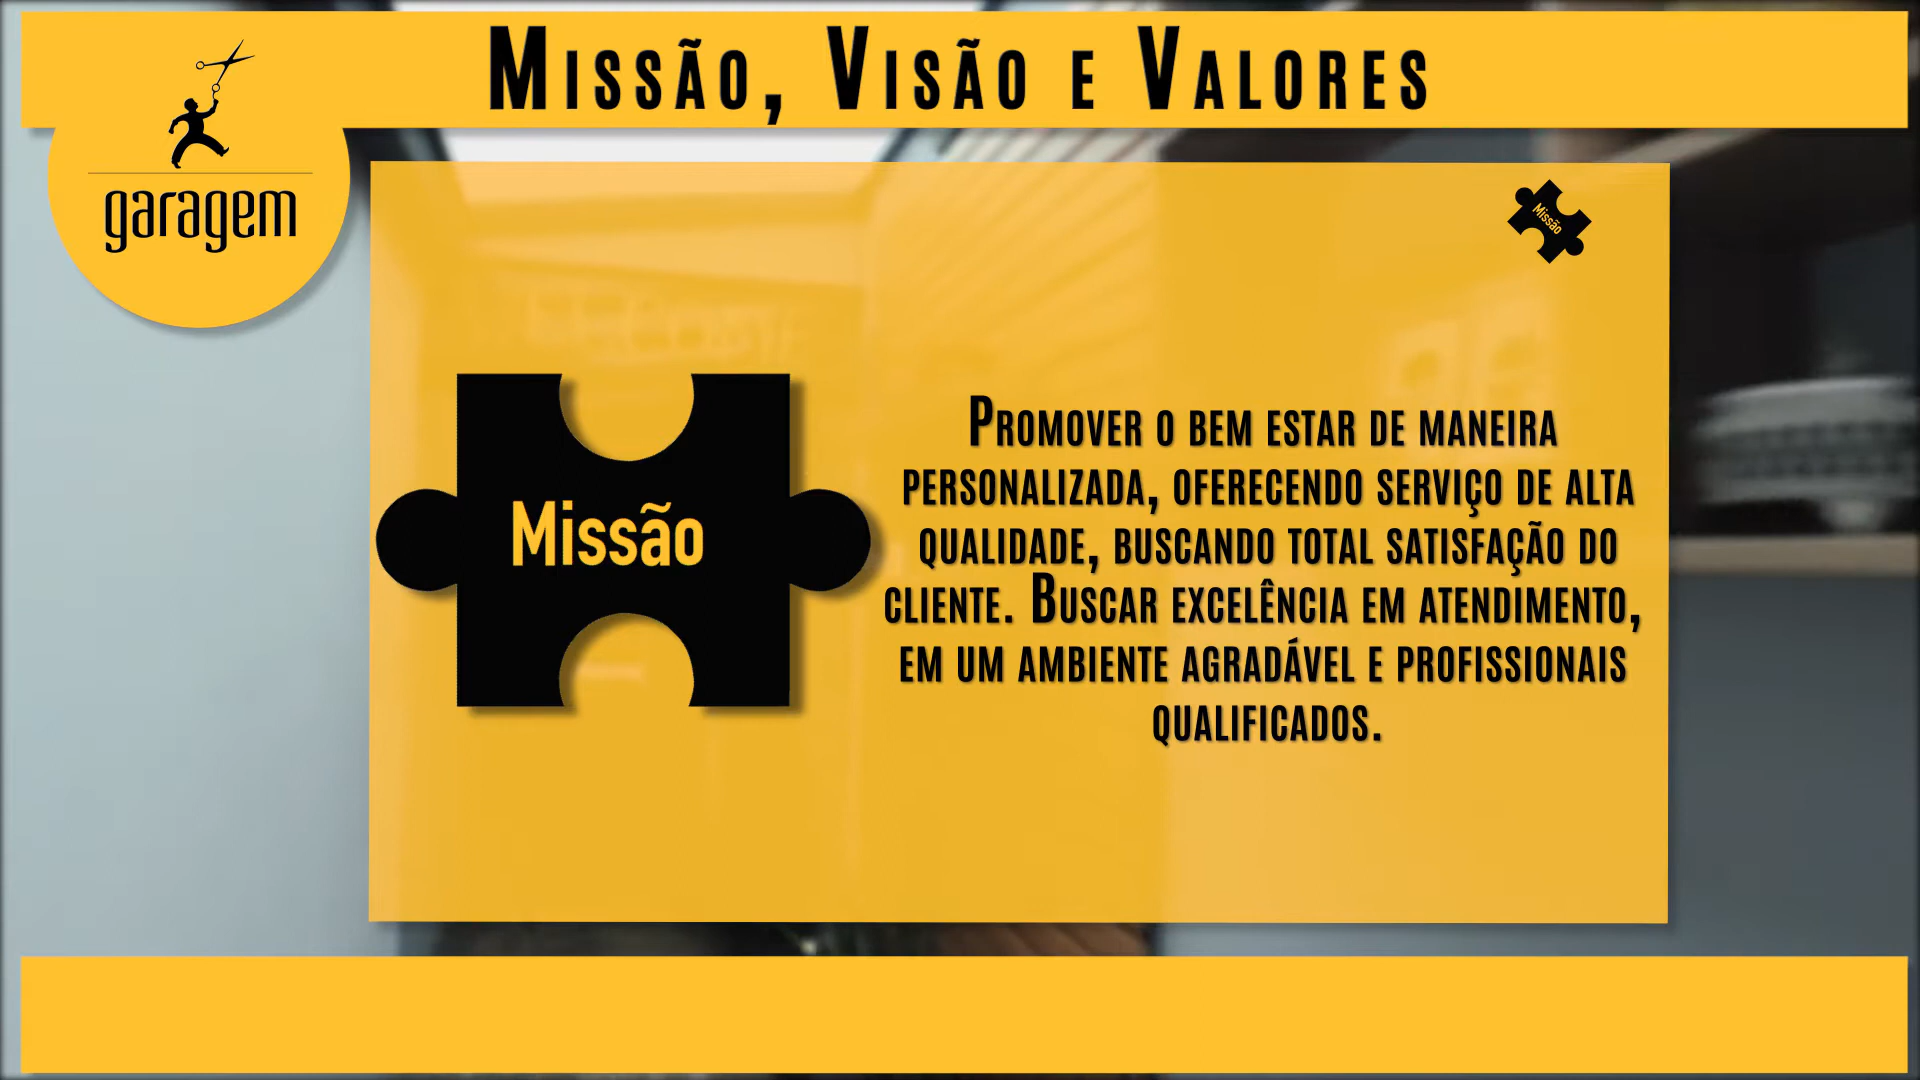 Missão, Visão e Valores
garagem
Missão
Missão
Promover o bem estar de maneira
personalizada, oferecendo serviço de alta
qualidade, buscando total satisfação do
cliente. Buscar excelência em atendimento,
em um ambiente agradável e profissionais
qualificados.